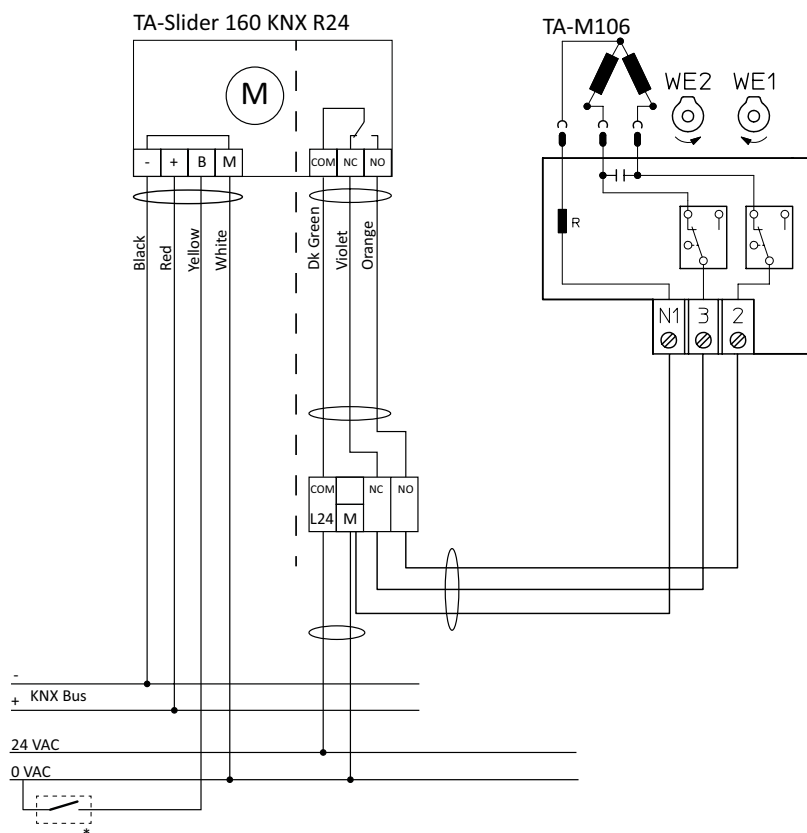 TA-Slider 160 KNX R24
TA-M106
M
WE2 WE1
- + B M
COM NC NO
Black
Red
Yellow
White
Dk Green
Violet
Orange
R
N1 3 2
COM NC NO
L24 M
-
+ KNX Bus
24 VAC
0 VAC
*